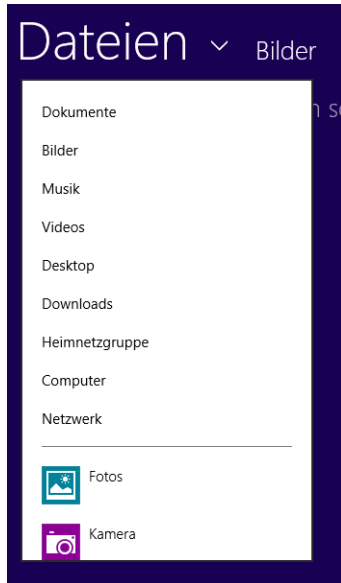 Dateien Bilder
Dokumente
Bilder
Musik
Videos
Desktop
Downloads
Heimnetzgruppe
Computer
Netzwerk
Fotos
Kamera